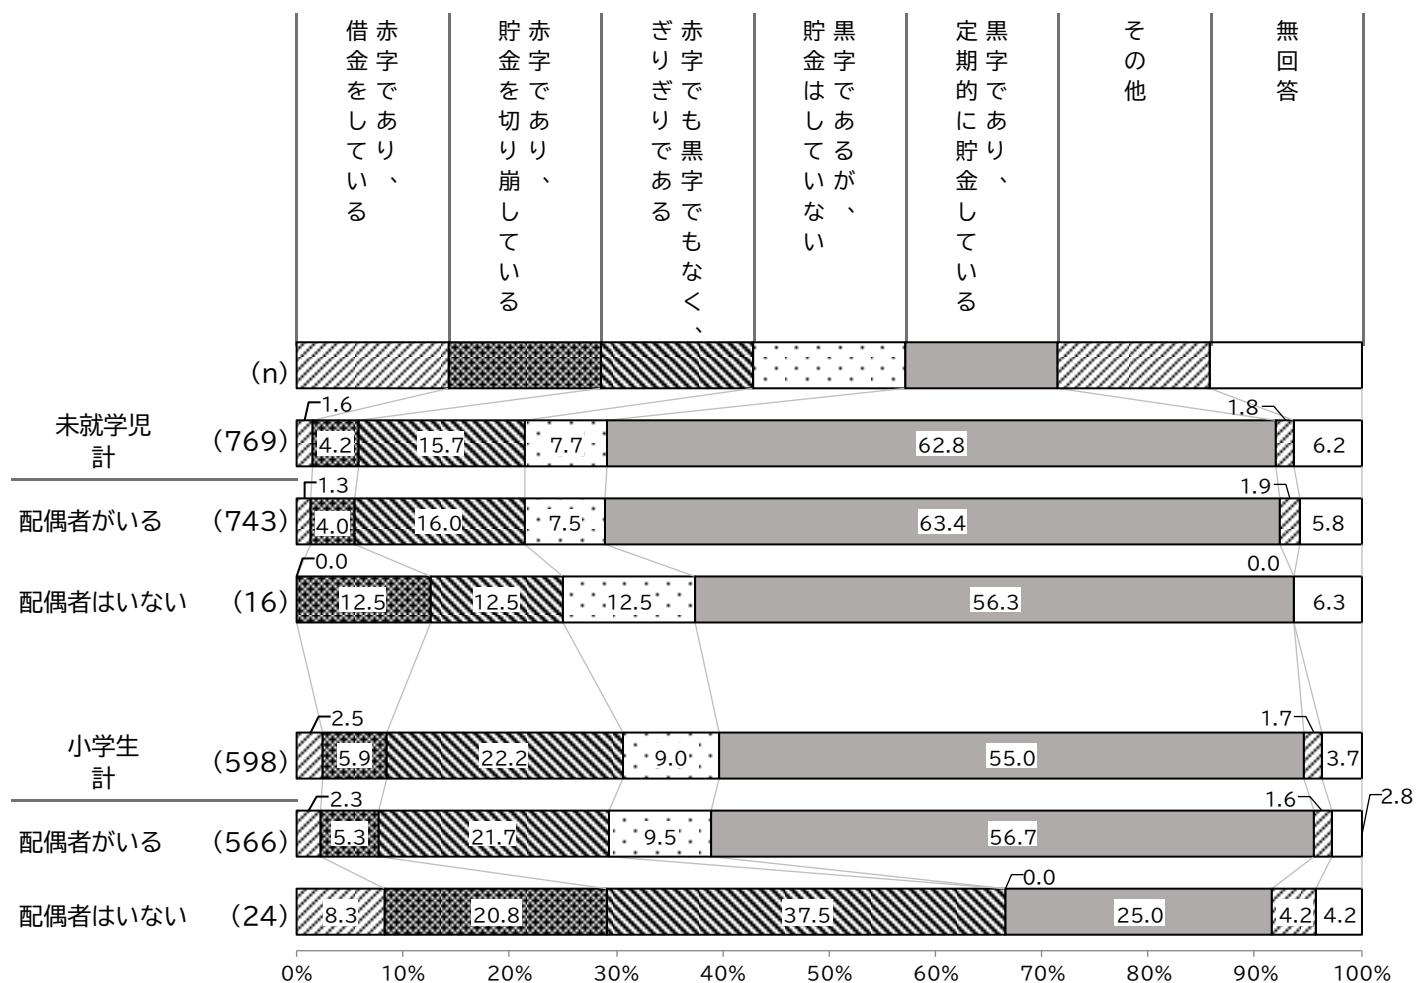 赤字であり、
借金をしている
赤字であり、
貯金を切り崩している
赤字でも黒字でもなく、
ぎりぎりである
黒字であるが、
貯金はしていない
黒字であり、
定期的に貯金している
その他
無回答
(n)
未就学児
計
(769)
1.6
4.2
15.7
7.7
62.8
1.8
6.2
配偶者がいる
(743)
1.3
4.0
16.0
7.5
63.4
1.9
5.8
配偶者はいない
(16)
0.0
12.5
12.5
12.5
56.3
0.0
6.3
小学生
計
(598)
2.5
5.9
22.2
9.0
55.0
1.7
3.7
配偶者がいる
(566)
2.3
5.3
21.7
9.5
56.7
1.6
2.8
配偶者はいない
(24)
8.3
20.8
37.5
0.0
25.0
4.2
4.2
0%
10%
20%
30%
40%
50%
60%
70%
80%
90%
100%